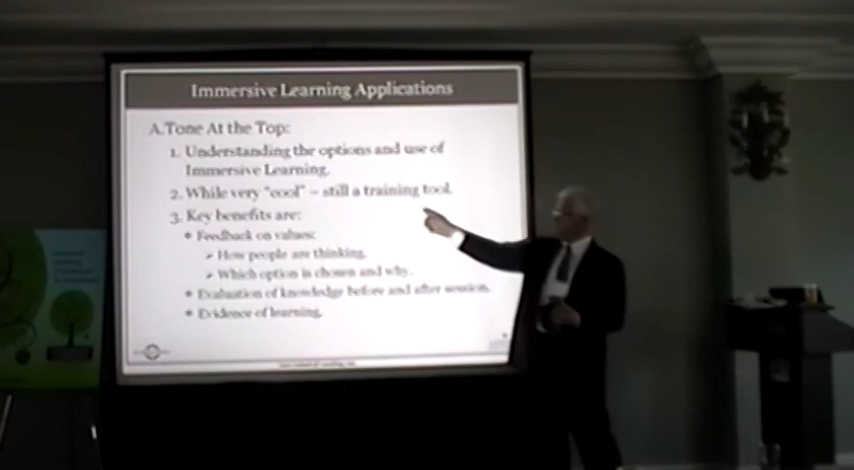 Immersive Learning Applications
A.Tone At the Top:
1. Understanding the options and use of
Immersive Learning.
2. While very "cool" – still a training tool.
3. Key benefits are:
• Feedback on values:
➢ How people are thinking.
➢ Which option is chosen and why.
• Evaluation of knowledge before and after session.
• Evidence of learning.